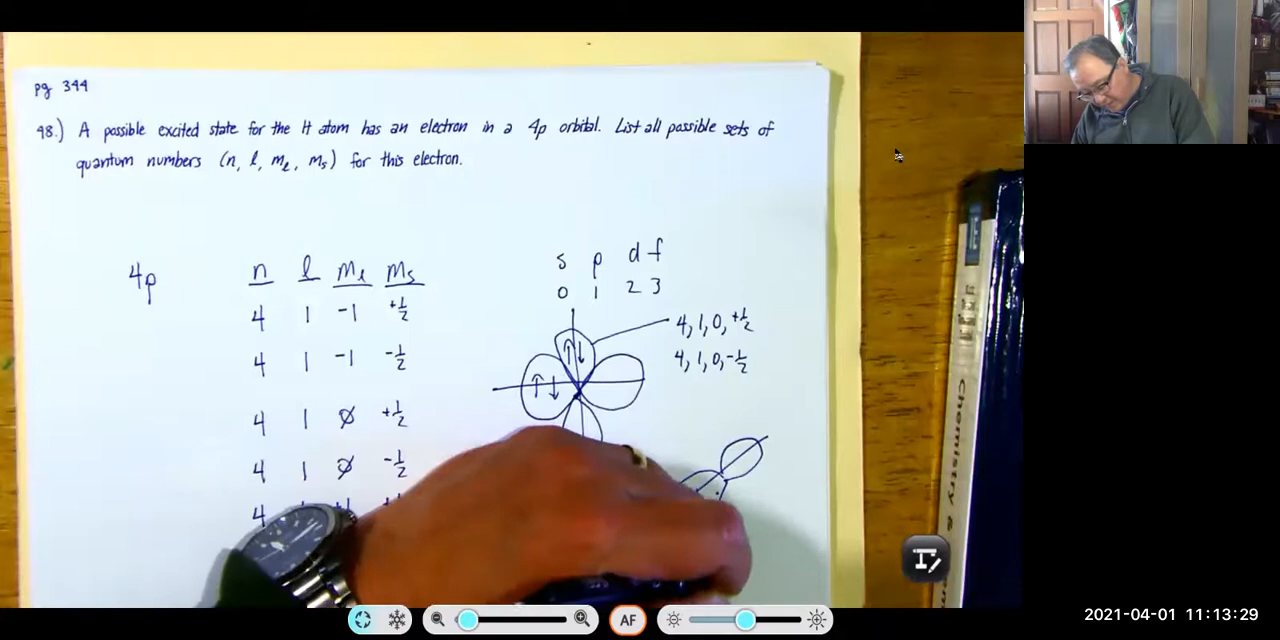 pg 344
98.) A possible excited state for the H atom has an electron in a 4p orbital. List all possible sets of
quantum numbers (n, l, mℓ, ms) for this electron.
s p d f
0 1 2 3
4p n l mℓ ms
4 1 -1 +1/2
4 1 -1 -1/2
4 1 Ø +1/2
4 1 Ø -1/2
4
4, 1, 0, +1/2
4, 1, 0, -1/2
↑↓
↑↓
Chemistry &
AF
2021-04-01 11:13:29